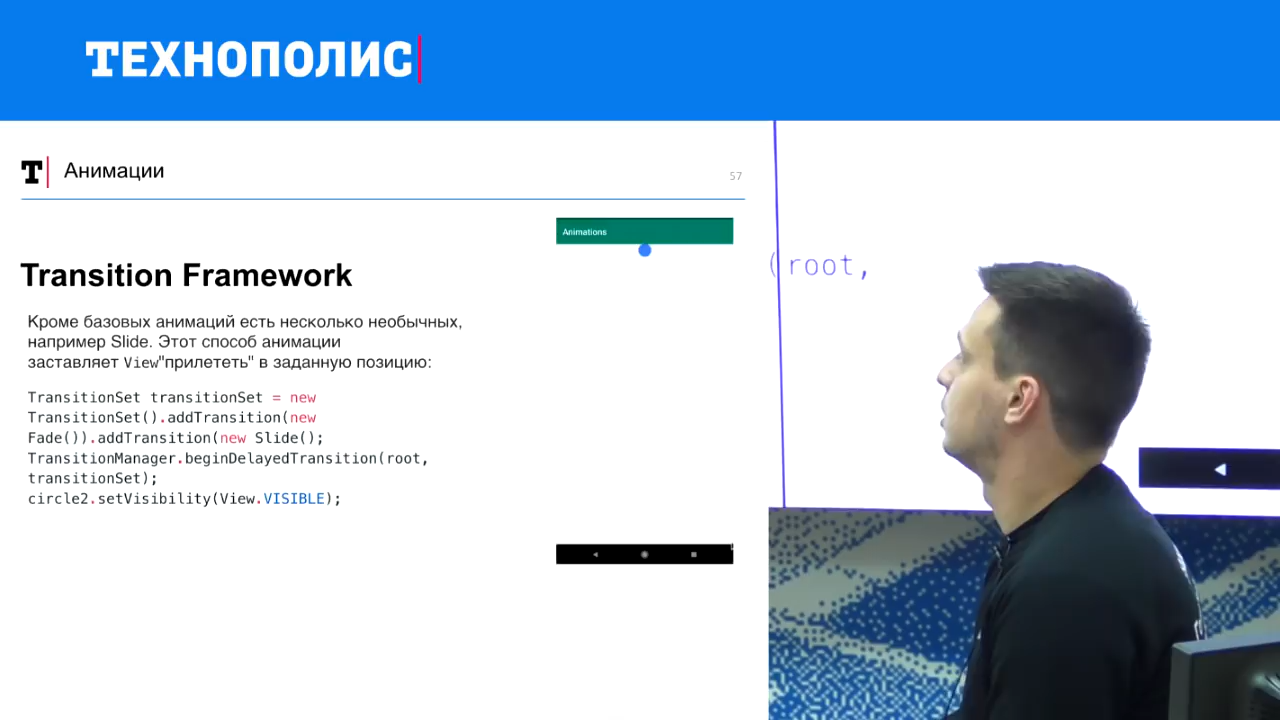 ТЕХНОПОЛИС
T Анимации
57
Animations
(root,
Transition Framework
Кроме базовых анимаций есть несколько необычных,
например Slide. Этот способ анимации
заставляет View"прилететь" в заданную позицию:
TransitionSet transitionSet = new
TransitionSet().addTransition(new
Fade()).addTransition(new Slide();
TransitionManager.beginDelayedTransition(root,
transitionSet);
circle2.setVisibility(View.VISIBLE);